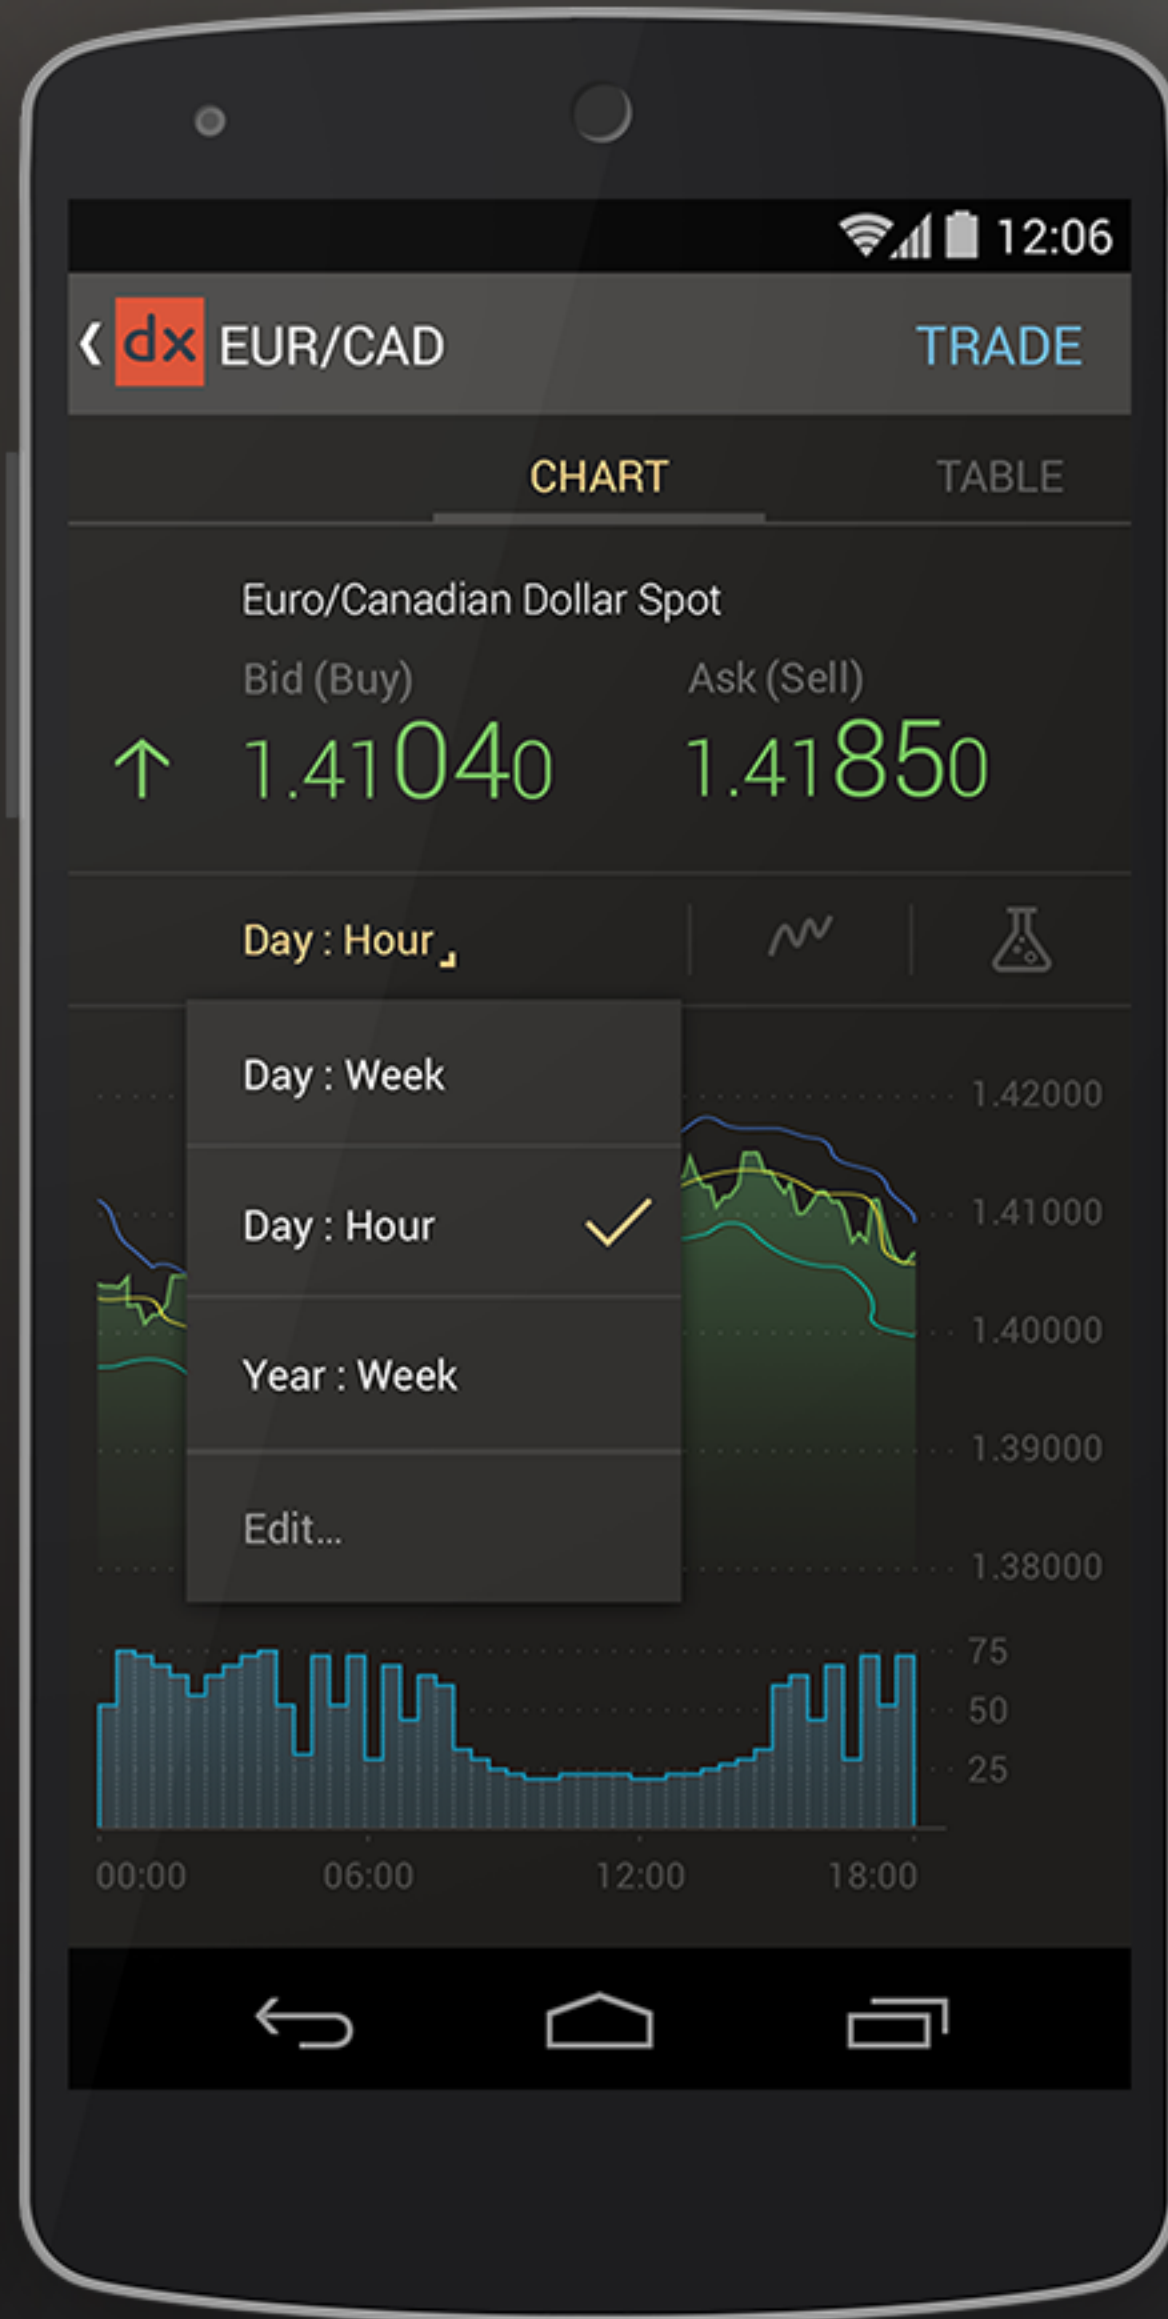 12:06
dx EUR/CAD TRADE
CHART TABLE
Euro/Canadian Dollar Spot
Bid (Buy) Ask (Sell)
1.41040 1.41850
Day : Hour
Day : Week
Day : Hour
Year : Week
Edit...
1.42000
1.41000
1.40000
1.39000
1.38000
75
50
25
00:00 06:00 12:00 18:00